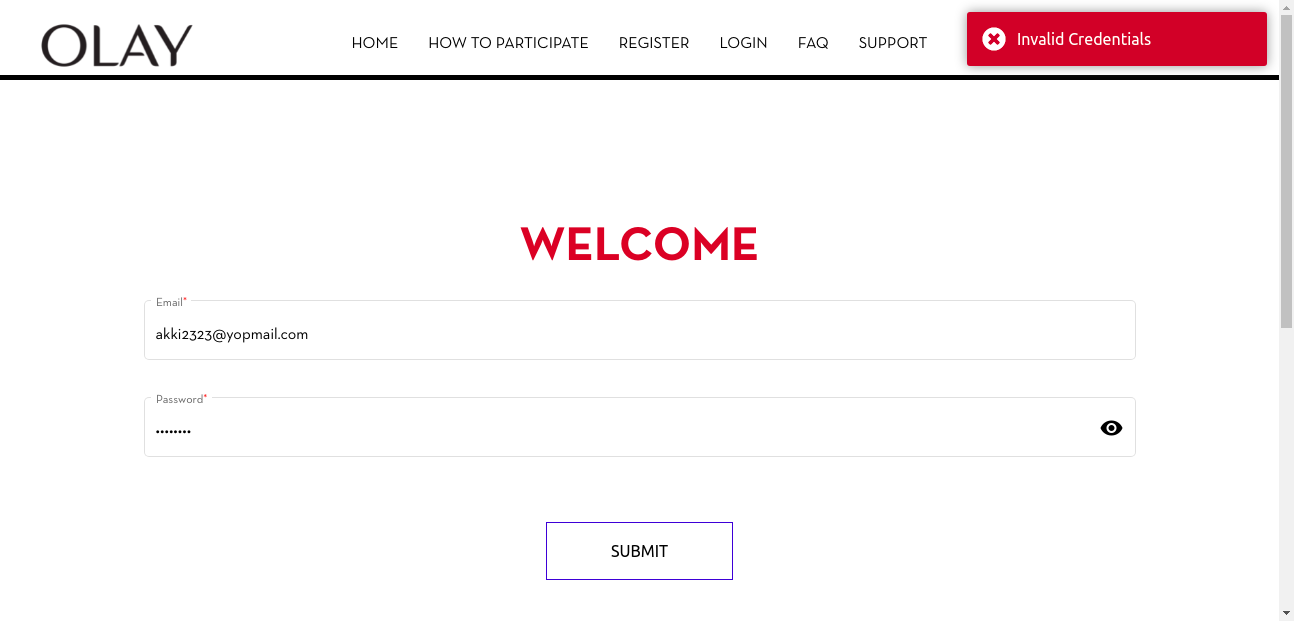 OLAY
HOME HOW TO PARTICIPATE REGISTER LOGIN FAQ SUPPORT
Invalid Credentials
WELCOME
Email*
akki2323@yopmail.com
Password*
••••••••
SUBMIT